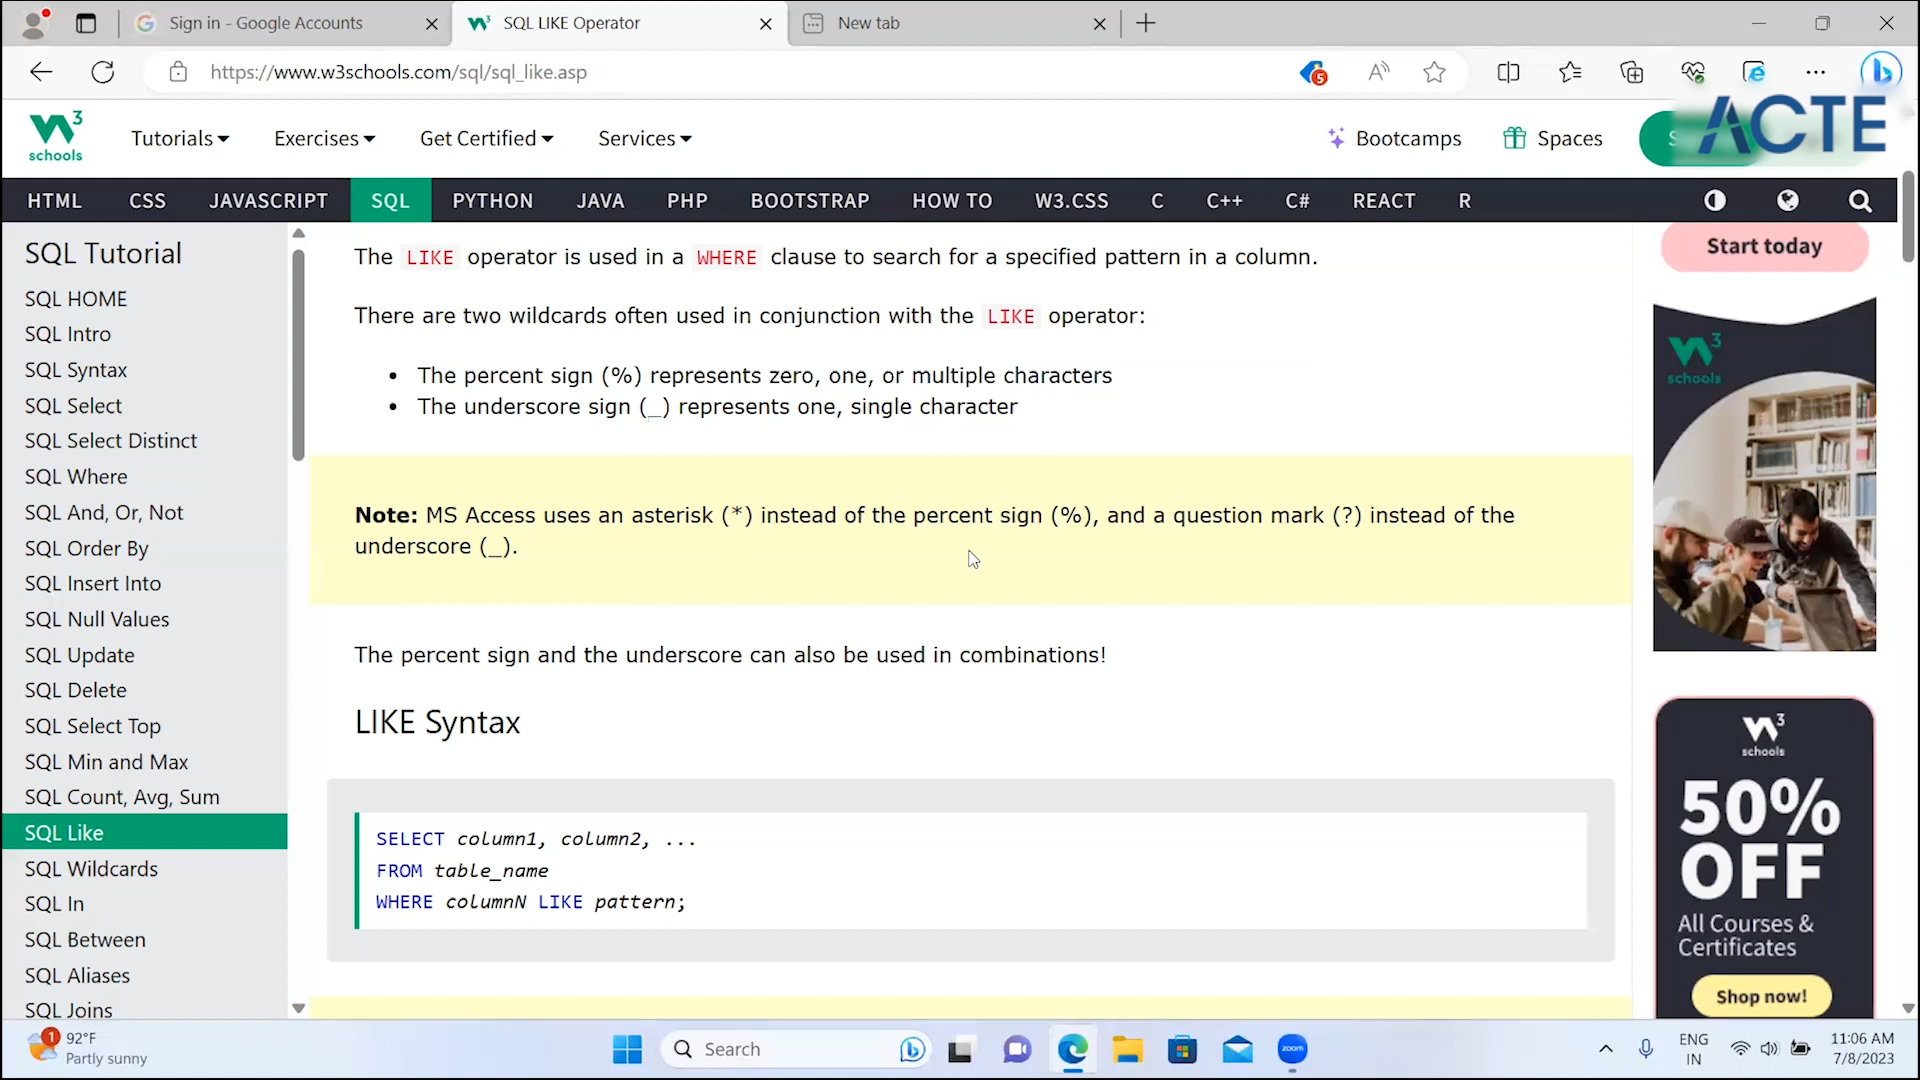 Sign in - Google Accounts
SQL LIKE Operator
New tab
https://www.w3schools.com/sql/sql_like.asp
5
3
schools
Tutorials
Exercises
Get Certified
Services
Bootcamps
Spaces
ACTE
HTML CSS JAVASCRIPT SQL PYTHON JAVA PHP BOOTSTRAP HOW TO W3.CSS C C++ C# REACT R
SQL Tutorial
SQL HOME
SQL Intro
SQL Syntax
SQL Select
SQL Select Distinct
SQL Where
SQL And, Or, Not
SQL Order By
SQL Insert Into
SQL Null Values
SQL Update
SQL Delete
SQL Select Top
SQL Min and Max
SQL Count, Avg, Sum
SQL Like
SQL Wildcards
SQL In
SQL Between
SQL Aliases
SQL Joins
The LIKE operator is used in a WHERE clause to search for a specified pattern in a column.
There are two wildcards often used in conjunction with the LIKE operator:
• The percent sign (%) represents zero, one, or multiple characters
• The underscore sign (_) represents one, single character
Note: MS Access uses an asterisk (*) instead of the percent sign (%), and a question mark (?) instead of the
underscore (_).
The percent sign and the underscore can also be used in combinations!
LIKE Syntax
SELECT column1, column2, ...
FROM table_name
WHERE columnN LIKE pattern;
Start today
3
schools
3
schools
50%
OFF
All Courses &
Certificates
Shop now!
1
92°F
Partly sunny
Search
zoom
ENG
IN
11:06 AM
7/8/2023